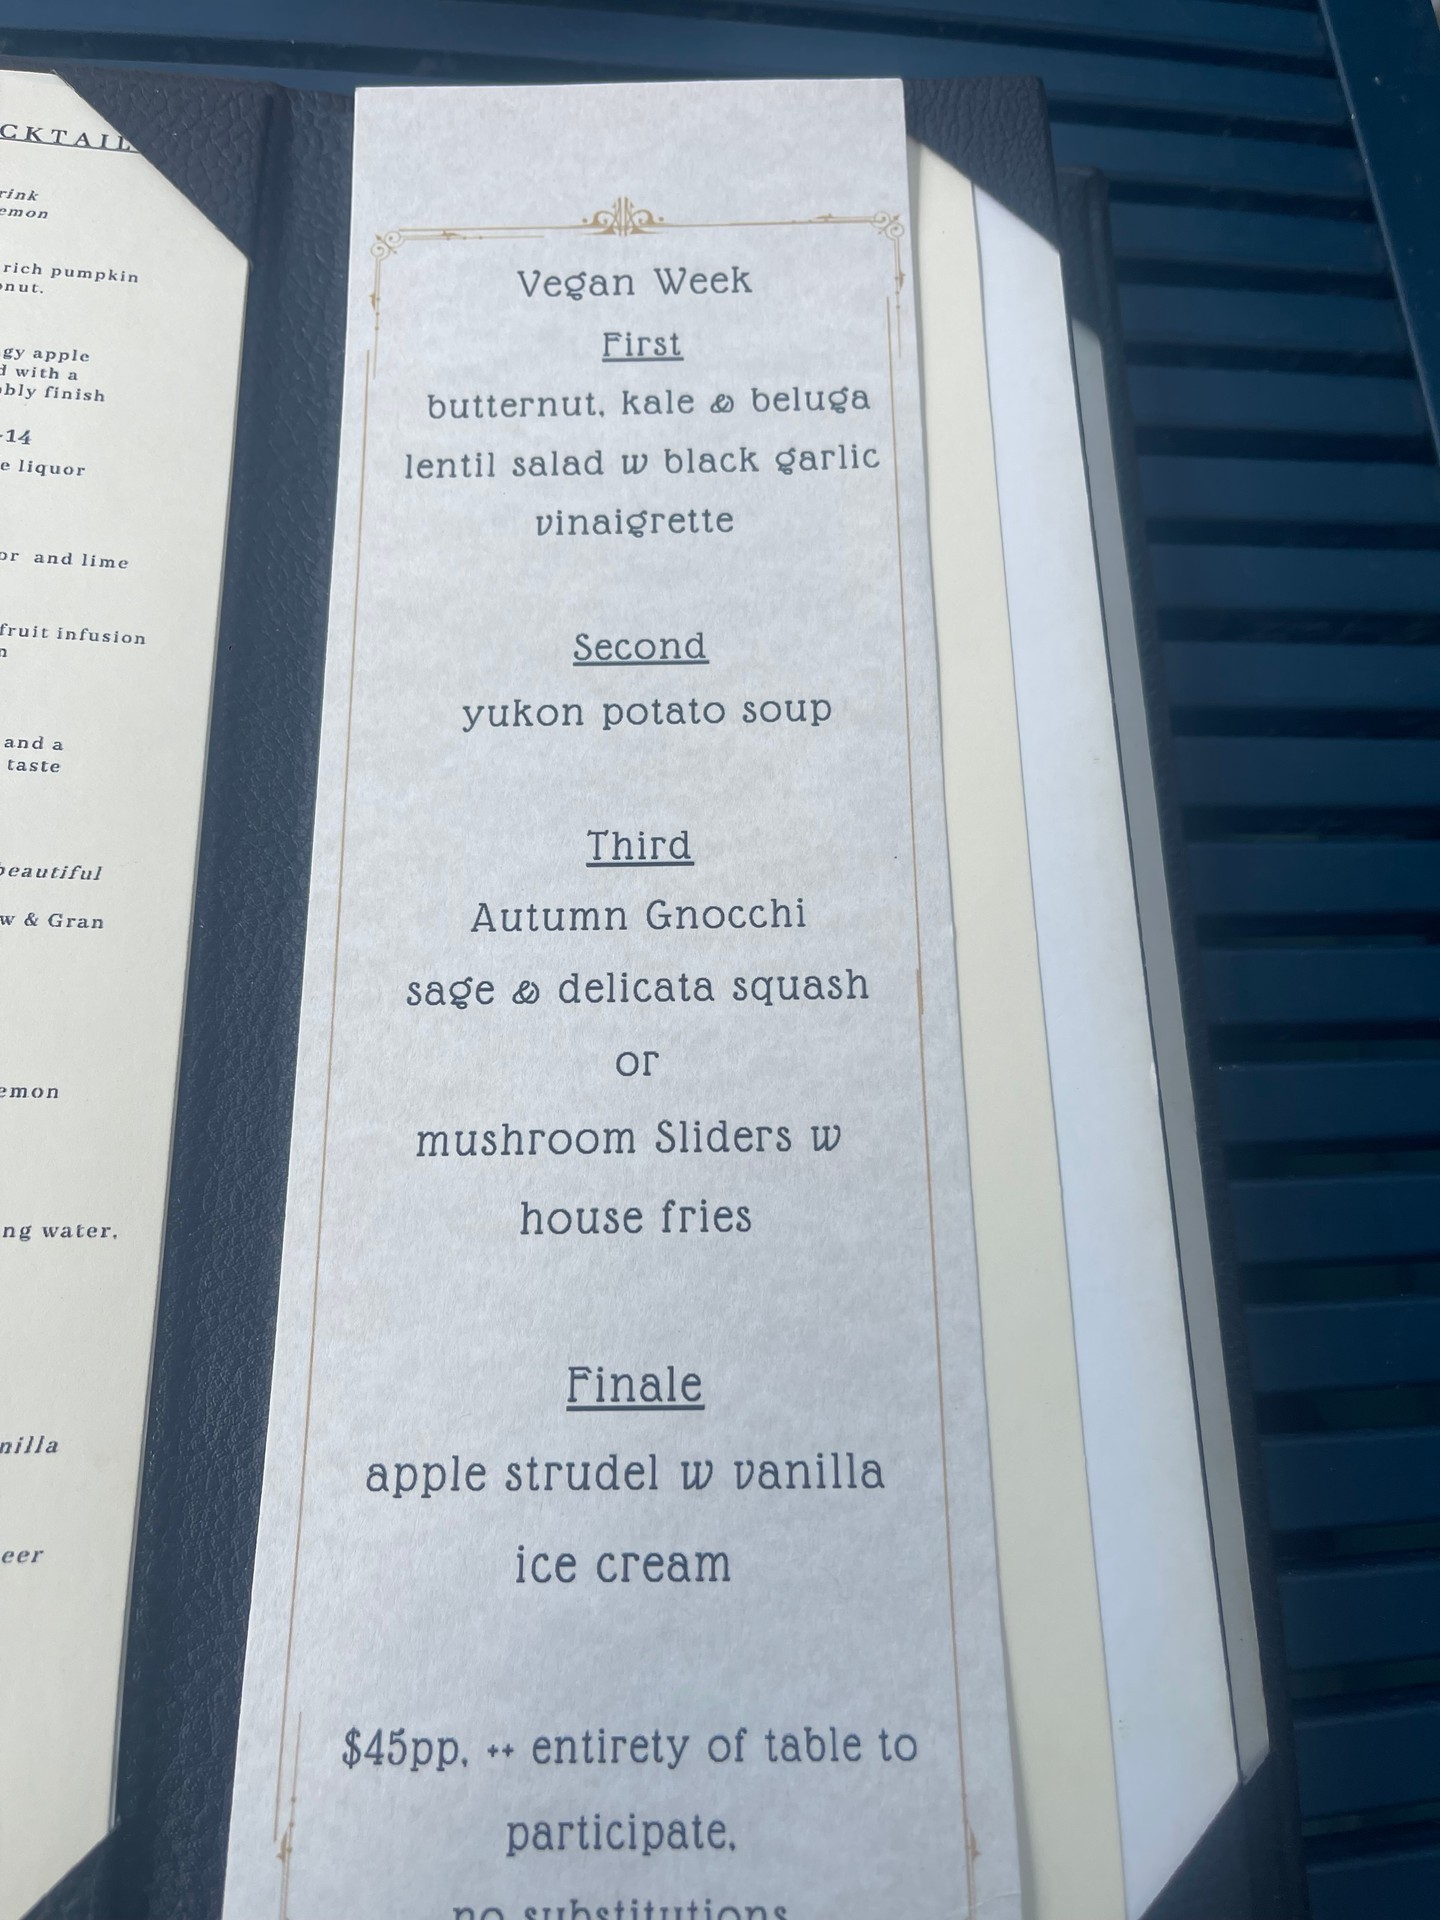 CKTAIL
rink
emon
rich pumpkin
onut.
gy apple
d with a
bly finish
-14
e liquor
or and lime
fruit infusion
n
and a
taste
beautiful
w & Gran
emon
ng water,
nilla
eer
Vegan Week
First
butternut, kale & beluga
lentil salad w black garlic
vinaigrette
Second
yukon potato soup
Third
Autumn Gnocchi
sage & delicata squash
or
mushroom Sliders w
house fries
Finale
apple strudel w vanilla
ice cream
$45pp, ++ entirety of table to
participate,
no substitutions